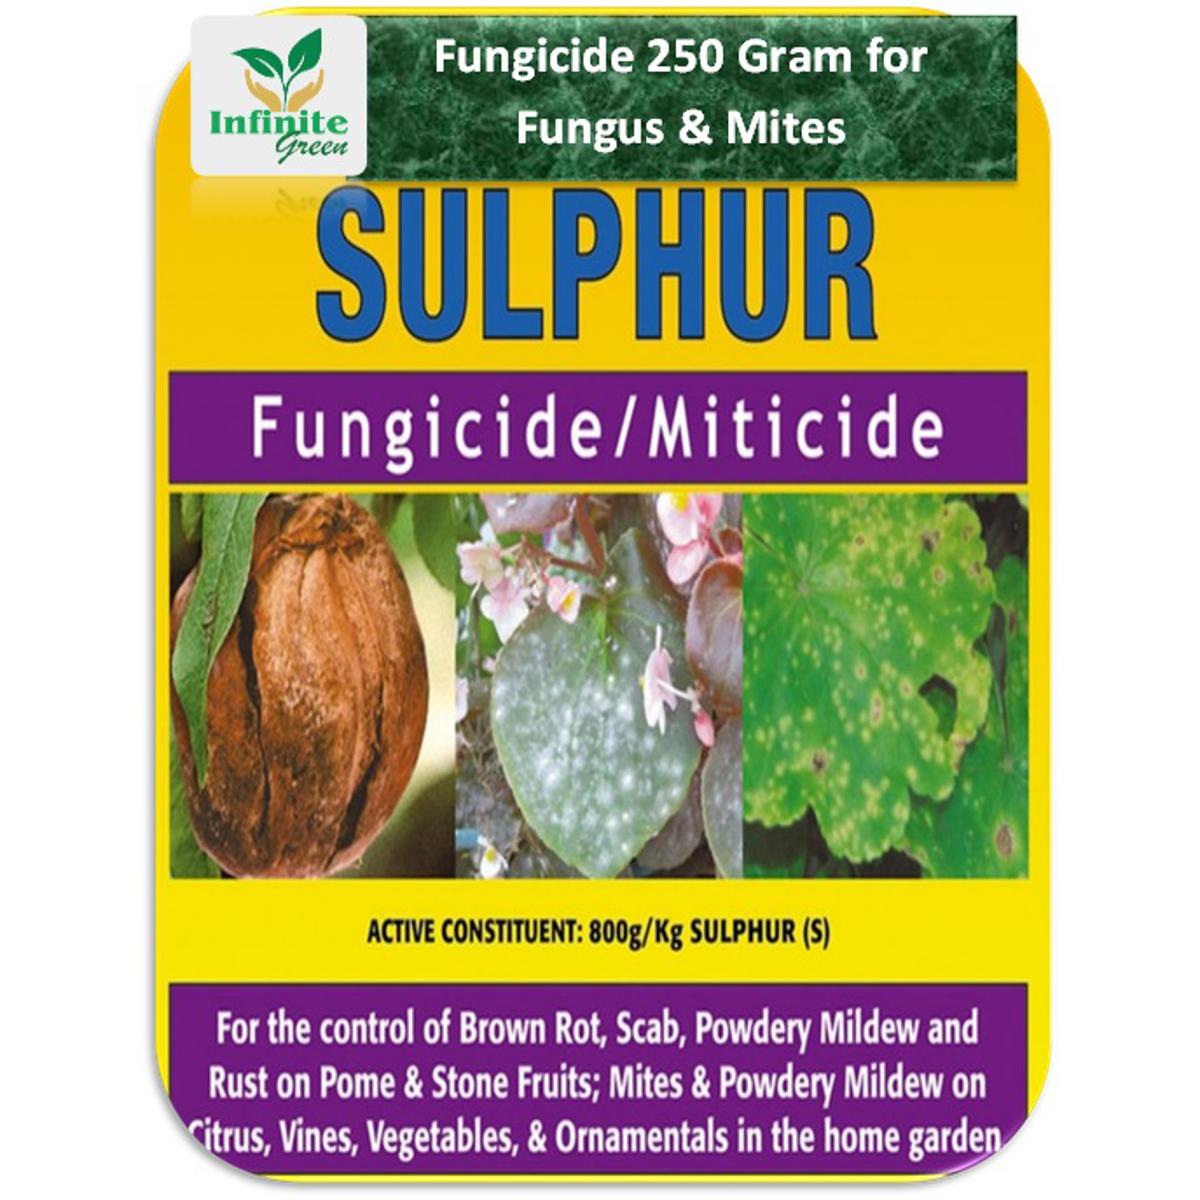 Infinite
Green
Fungicide 250 Gram for
Fungus & Mites
SULPHUR
Fungicide/Miticide
ACTIVE CONSTITUENT: 800g/Kg SULPHUR (S)
For the control of Brown Rot, Scab, Powdery Mildew and
Rust on Pome & Stone Fruits; Mites & Powdery Mildew on
Citrus, Vines, Vegetables, & Ornamentals in the home garden